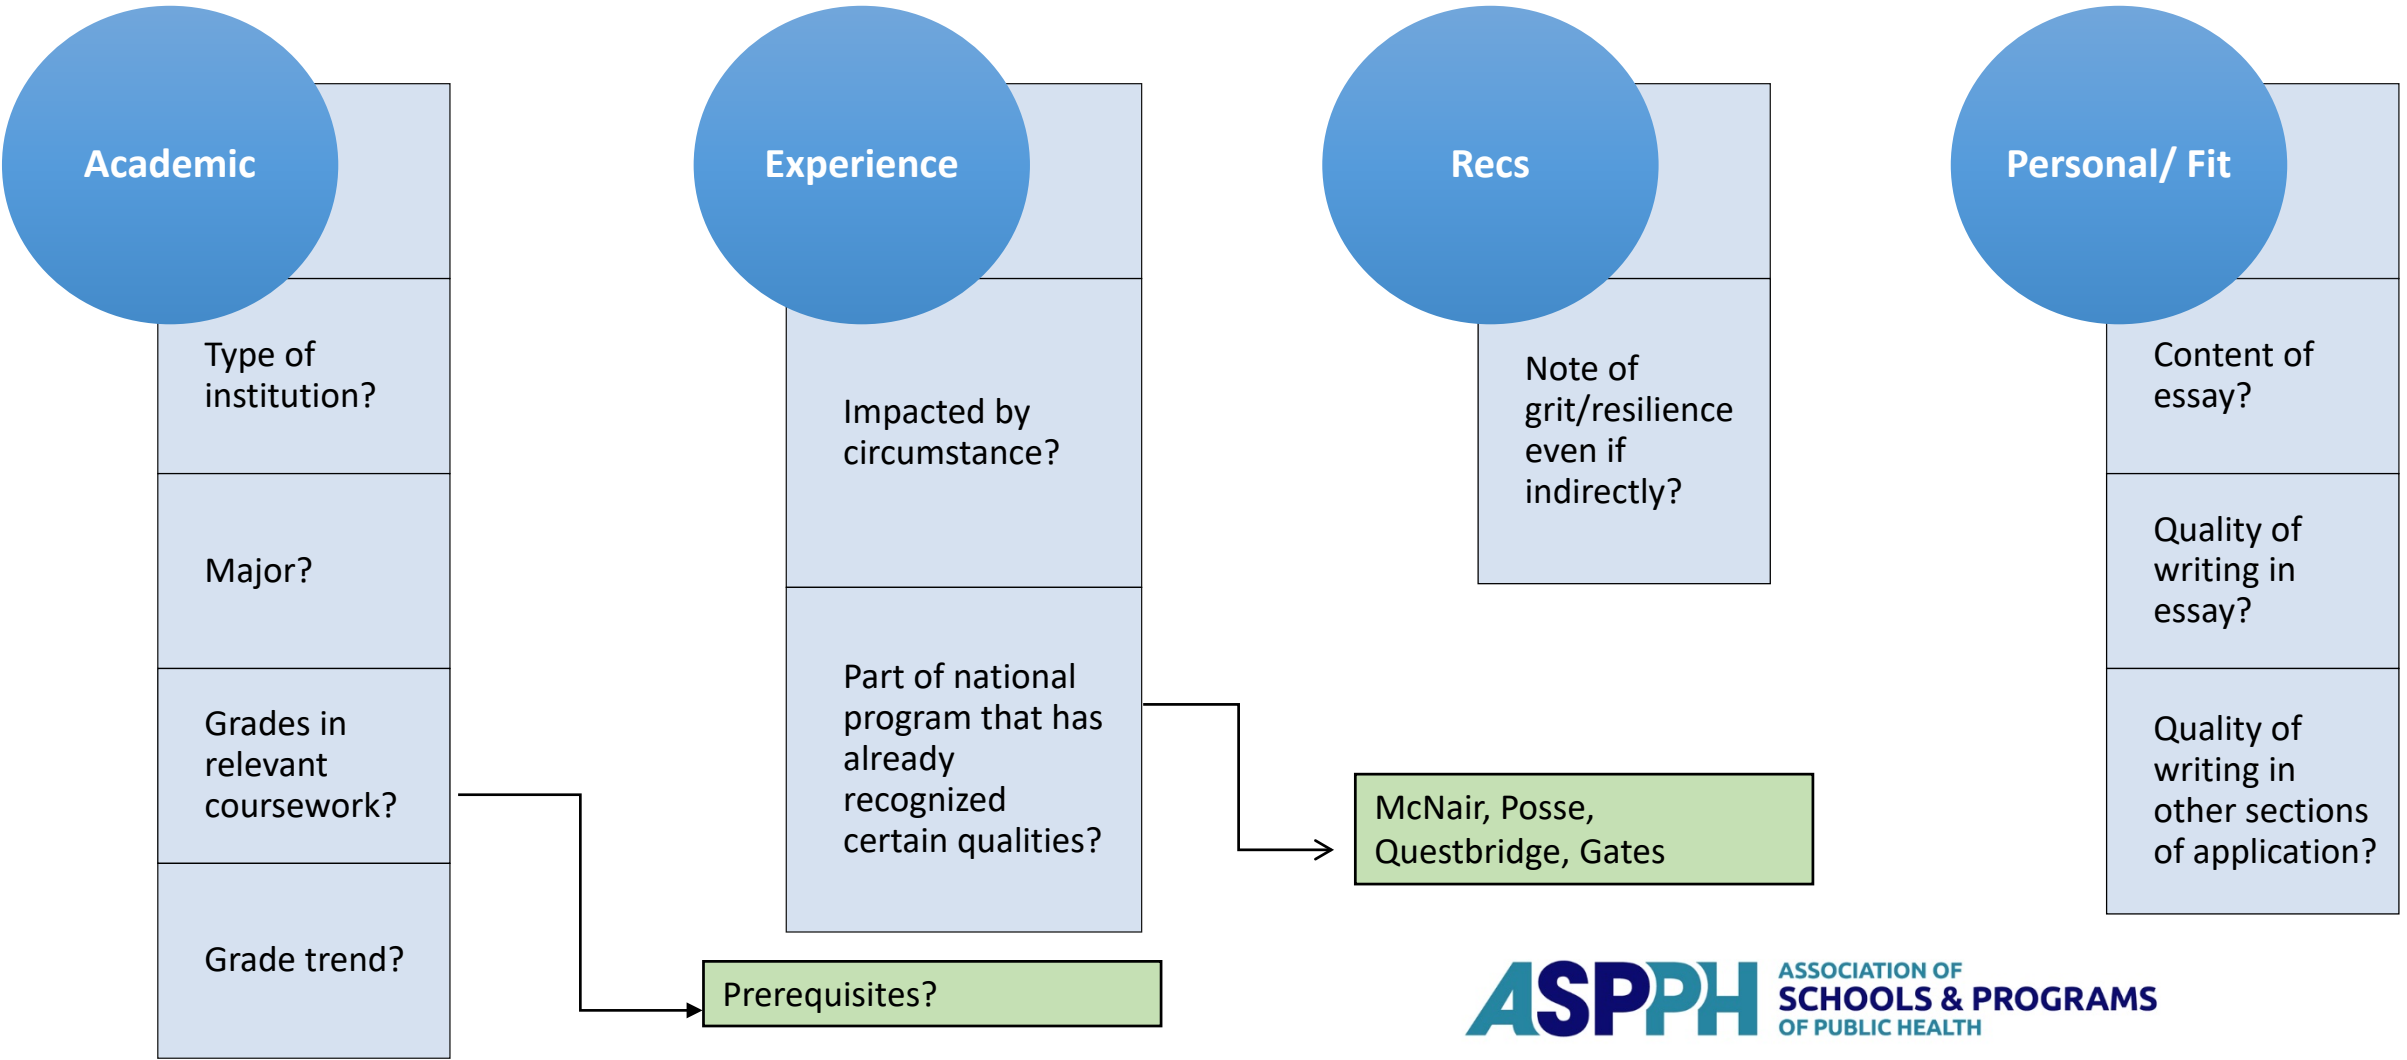 Academic
Type of
institution?
Major?
Grades in
relevant
coursework?
Grade trend?
Prerequisites?
Experience
Impacted by
circumstance?
Part of national
program that has
already
recognized
certain qualities?
McNair, Posse,
Questbridge, Gates
Recs
Note of
grit/resilience
even if
indirectly?
Personal/ Fit
Content of
essay?
Quality of
writing in
essay?
Quality of
writing in
other sections
of application?
ASPPH
ASSOCIATION OF
SCHOOLS & PROGRAMS
OF PUBLIC HEALTH